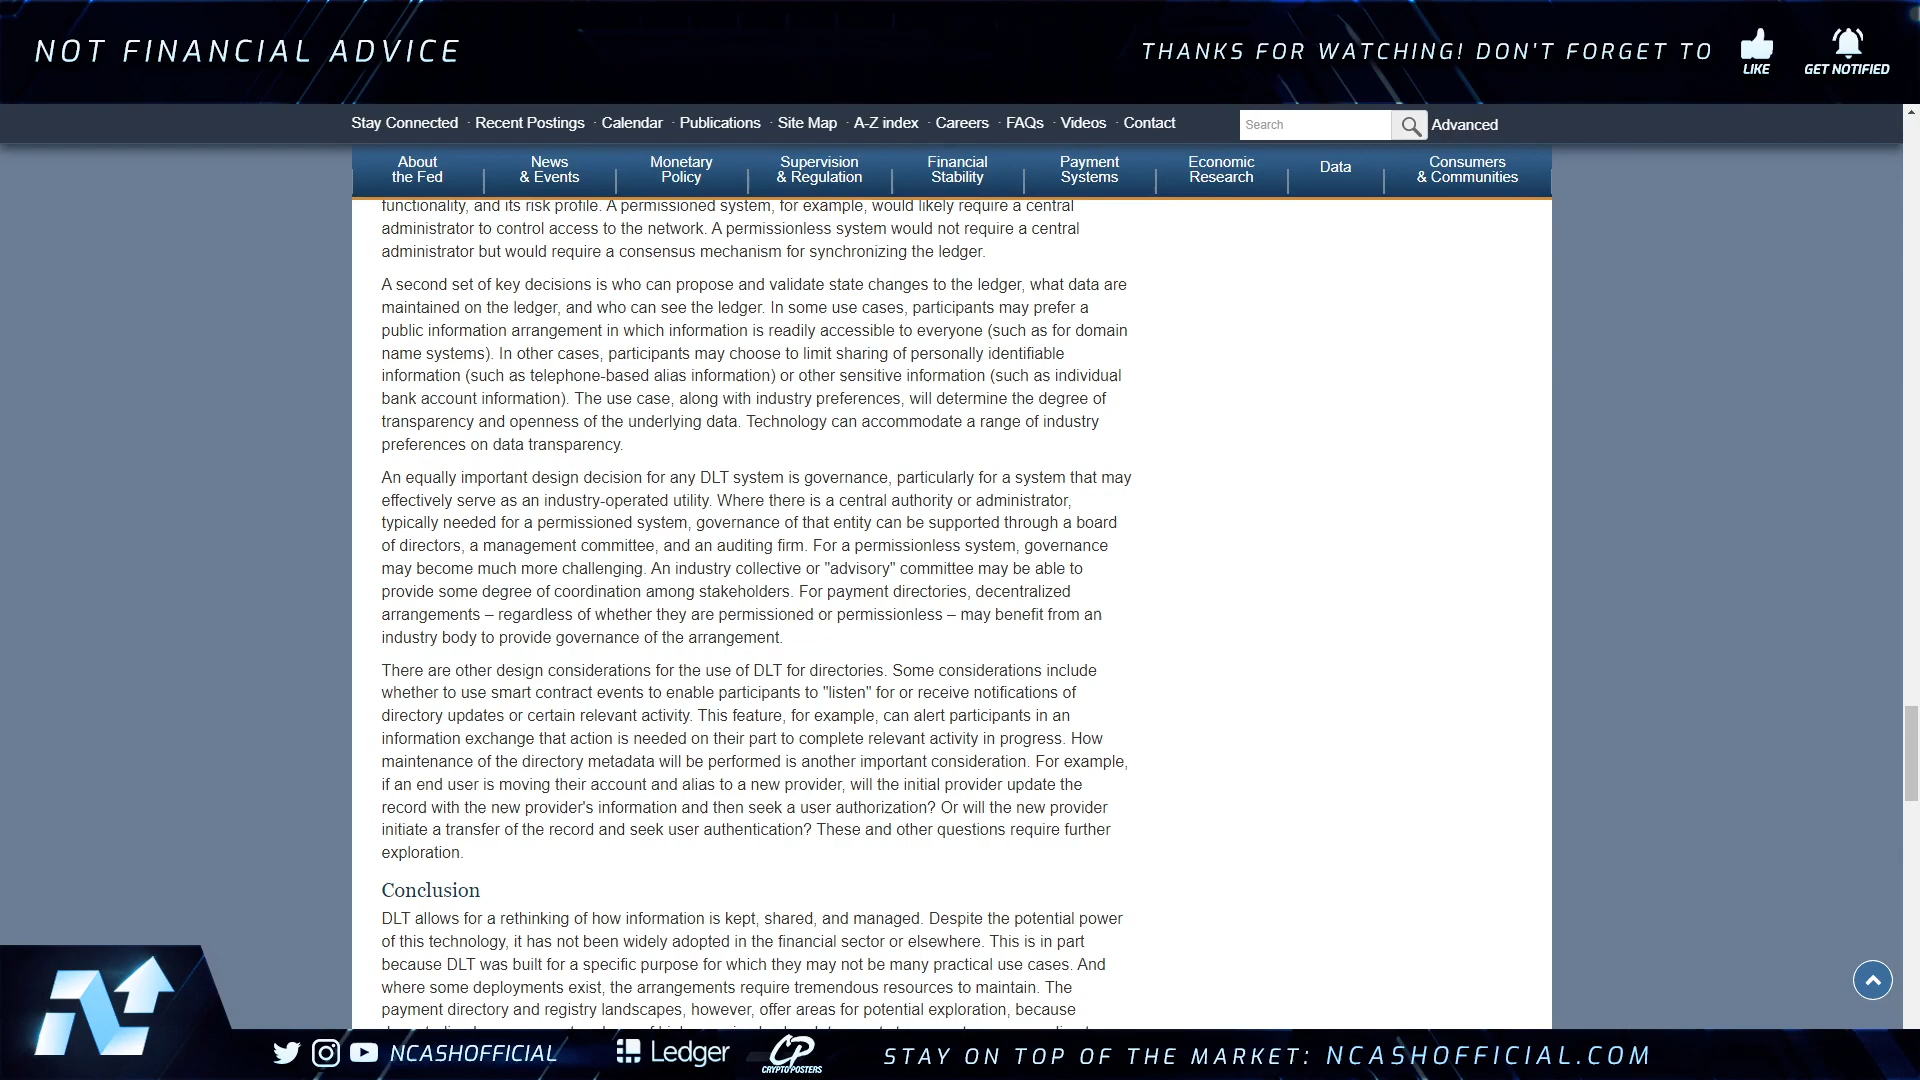 NOT FINANCIAL ADVICE
THANKS FOR WATCHING! DON'T FORGET TO
LIKE
GET NOTIFIED
Stay Connected · Recent Postings · Calendar · Publications · Site Map · A-Z index · Careers · FAQs · Videos · Contact
Search
Advanced
About the Fed
News & Events
Monetary Policy
Supervision & Regulation
Financial Stability
Payment Systems
Economic Research
Data
Consumers & Communities
functionality, and its risk profile. A permissioned system, for example, would likely require a central
administrator to control access to the network. A permissionless system would not require a central
administrator but would require a consensus mechanism for synchronizing the ledger.
A second set of key decisions is who can propose and validate state changes to the ledger, what data are
maintained on the ledger, and who can see the ledger. In some use cases, participants may prefer a
public information arrangement in which information is readily accessible to everyone (such as for domain
name systems). In other cases, participants may choose to limit sharing of personally identifiable
information (such as telephone-based alias information) or other sensitive information (such as individual
bank account information). The use case, along with industry preferences, will determine the degree of
transparency and openness of the underlying data. Technology can accommodate a range of industry
preferences on data transparency.
An equally important design decision for any DLT system is governance, particularly for a system that may
effectively serve as an industry-operated utility. Where there is a central authority or administrator,
typically needed for a permissioned system, governance of that entity can be supported through a board
of directors, a management committee, and an auditing firm. For a permissionless system, governance
may become much more challenging. An industry collective or "advisory" committee may be able to
provide some degree of coordination among stakeholders. For payment directories, decentralized
arrangements – regardless of whether they are permissioned or permissionless – may benefit from an
industry body to provide governance of the arrangement.
There are other design considerations for the use of DLT for directories. Some considerations include
whether to use smart contract events to enable participants to "listen" for or receive notifications of
directory updates or certain relevant activity. This feature, for example, can alert participants in an
information exchange that action is needed on their part to complete relevant activity in progress. How
maintenance of the directory metadata will be performed is another important consideration. For example,
if an end user is moving their account and alias to a new provider, will the initial provider update the
record with the new provider's information and then seek a user authorization? Or will the new provider
initiate a transfer of the record and seek user authentication? These and other questions require further
exploration.
Conclusion
DLT allows for a rethinking of how information is kept, shared, and managed. Despite the potential power
of this technology, it has not been widely adopted in the financial sector or elsewhere. This is in part
because DLT was built for a specific purpose for which they may not be many practical use cases. And
where some deployments exist, the arrangements require tremendous resources to maintain. The
payment directory and registry landscapes, however, offer areas for potential exploration, because
NCASHOFFICIAL
Ledger
CP
CRYPTOPOSTERS
STAY ON TOP OF THE MARKET: NCASHOFFICIAL.COM